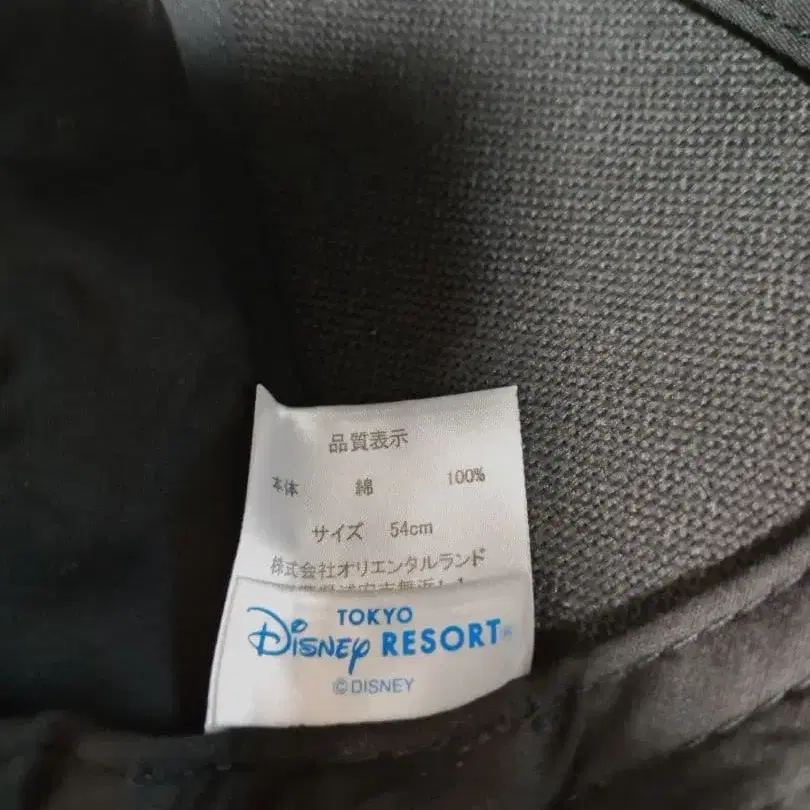 品質表示
本体 綿 100%
サイズ 54cm
株式会社オリエンタルランド
TOKYO
DISNEY RESORT
©DISNEY